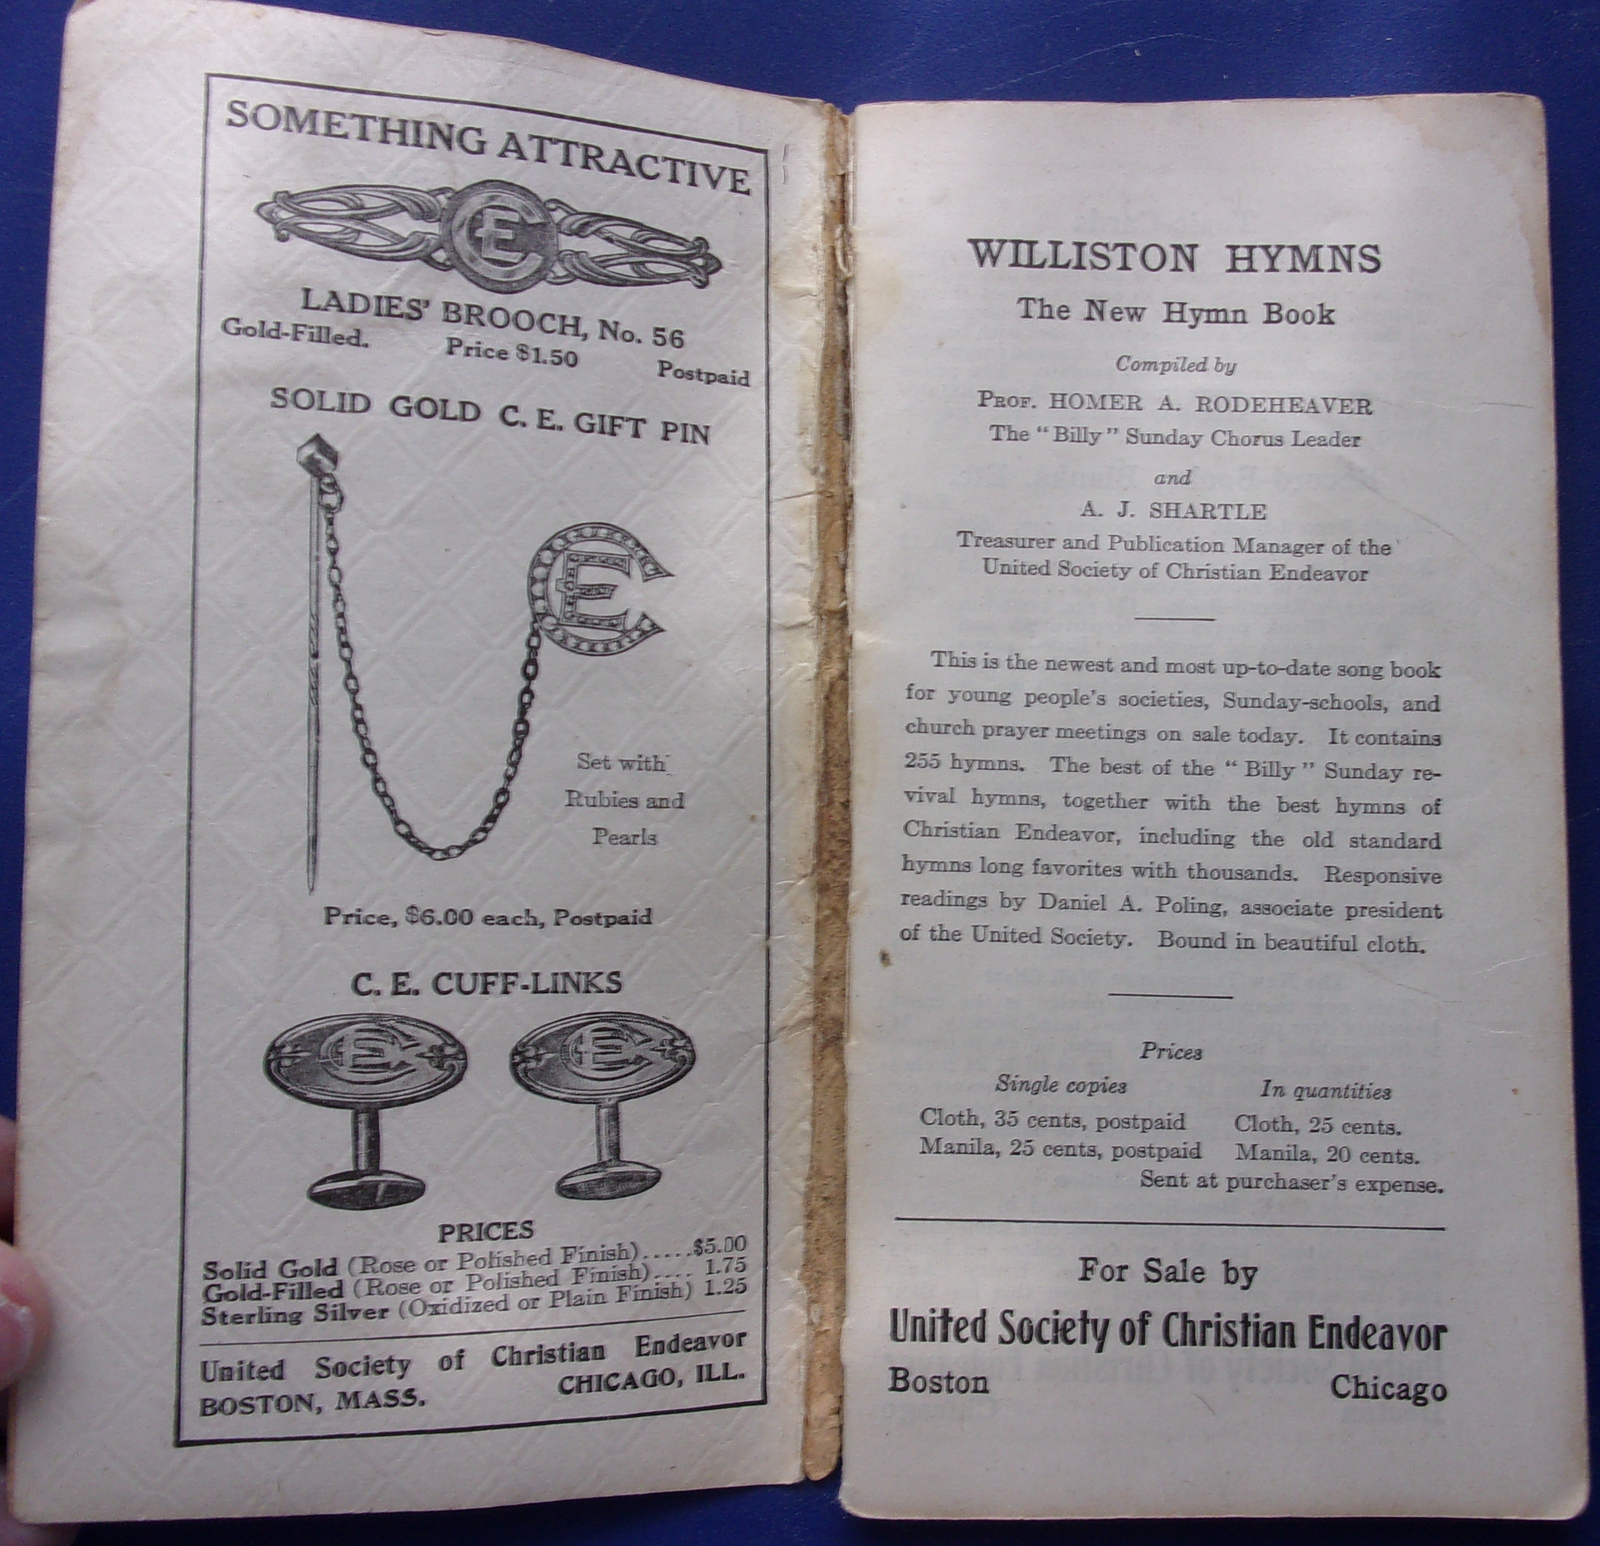 SOMETHING ATTRACTIVE
CE
LADIES' BROOCH, No. 56
Gold-Filled. Price $1.50 Postpaid
SOLID GOLD C. E. GIFT PIN
CE
Set with
Rubies and
Pearls
Price, $6.00 each, Postpaid
C. E. CUFF-LINKS
CE CE
PRICES
Solid Gold (Rose or Polished Finish).....$5.00
Gold-Filled (Rose or Polished Finish).... 1.75
Sterling Silver (Oxidized or Plain Finish) 1.25
United Society of Christian Endeavor
BOSTON, MASS. CHICAGO, ILL.
WILLISTON HYMNS
The New Hymn Book
Compiled by
PROF. HOMER A. RODEHEAVER
The "Billy" Sunday Chorus Leader
and
A. J. SHARTLE
Treasurer and Publication Manager of the
United Society of Christian Endeavor
This is the newest and most up-to-date song book
for young people's societies, Sunday-schools, and
church prayer meetings on sale today. It contains
255 hymns. The best of the "Billy" Sunday re-
vival hymns, together with the best hymns of
Christian Endeavor, including the old standard
hymns long favorites with thousands. Responsive
readings by Daniel A. Poling, associate president
of the United Society. Bound in beautiful cloth.
Prices
Single copies In quantities
Cloth, 35 cents, postpaid Cloth, 25 cents.
Manila, 25 cents, postpaid Manila, 20 cents.
Sent at purchaser's expense.
For Sale by
United Society of Christian Endeavor
Boston Chicago